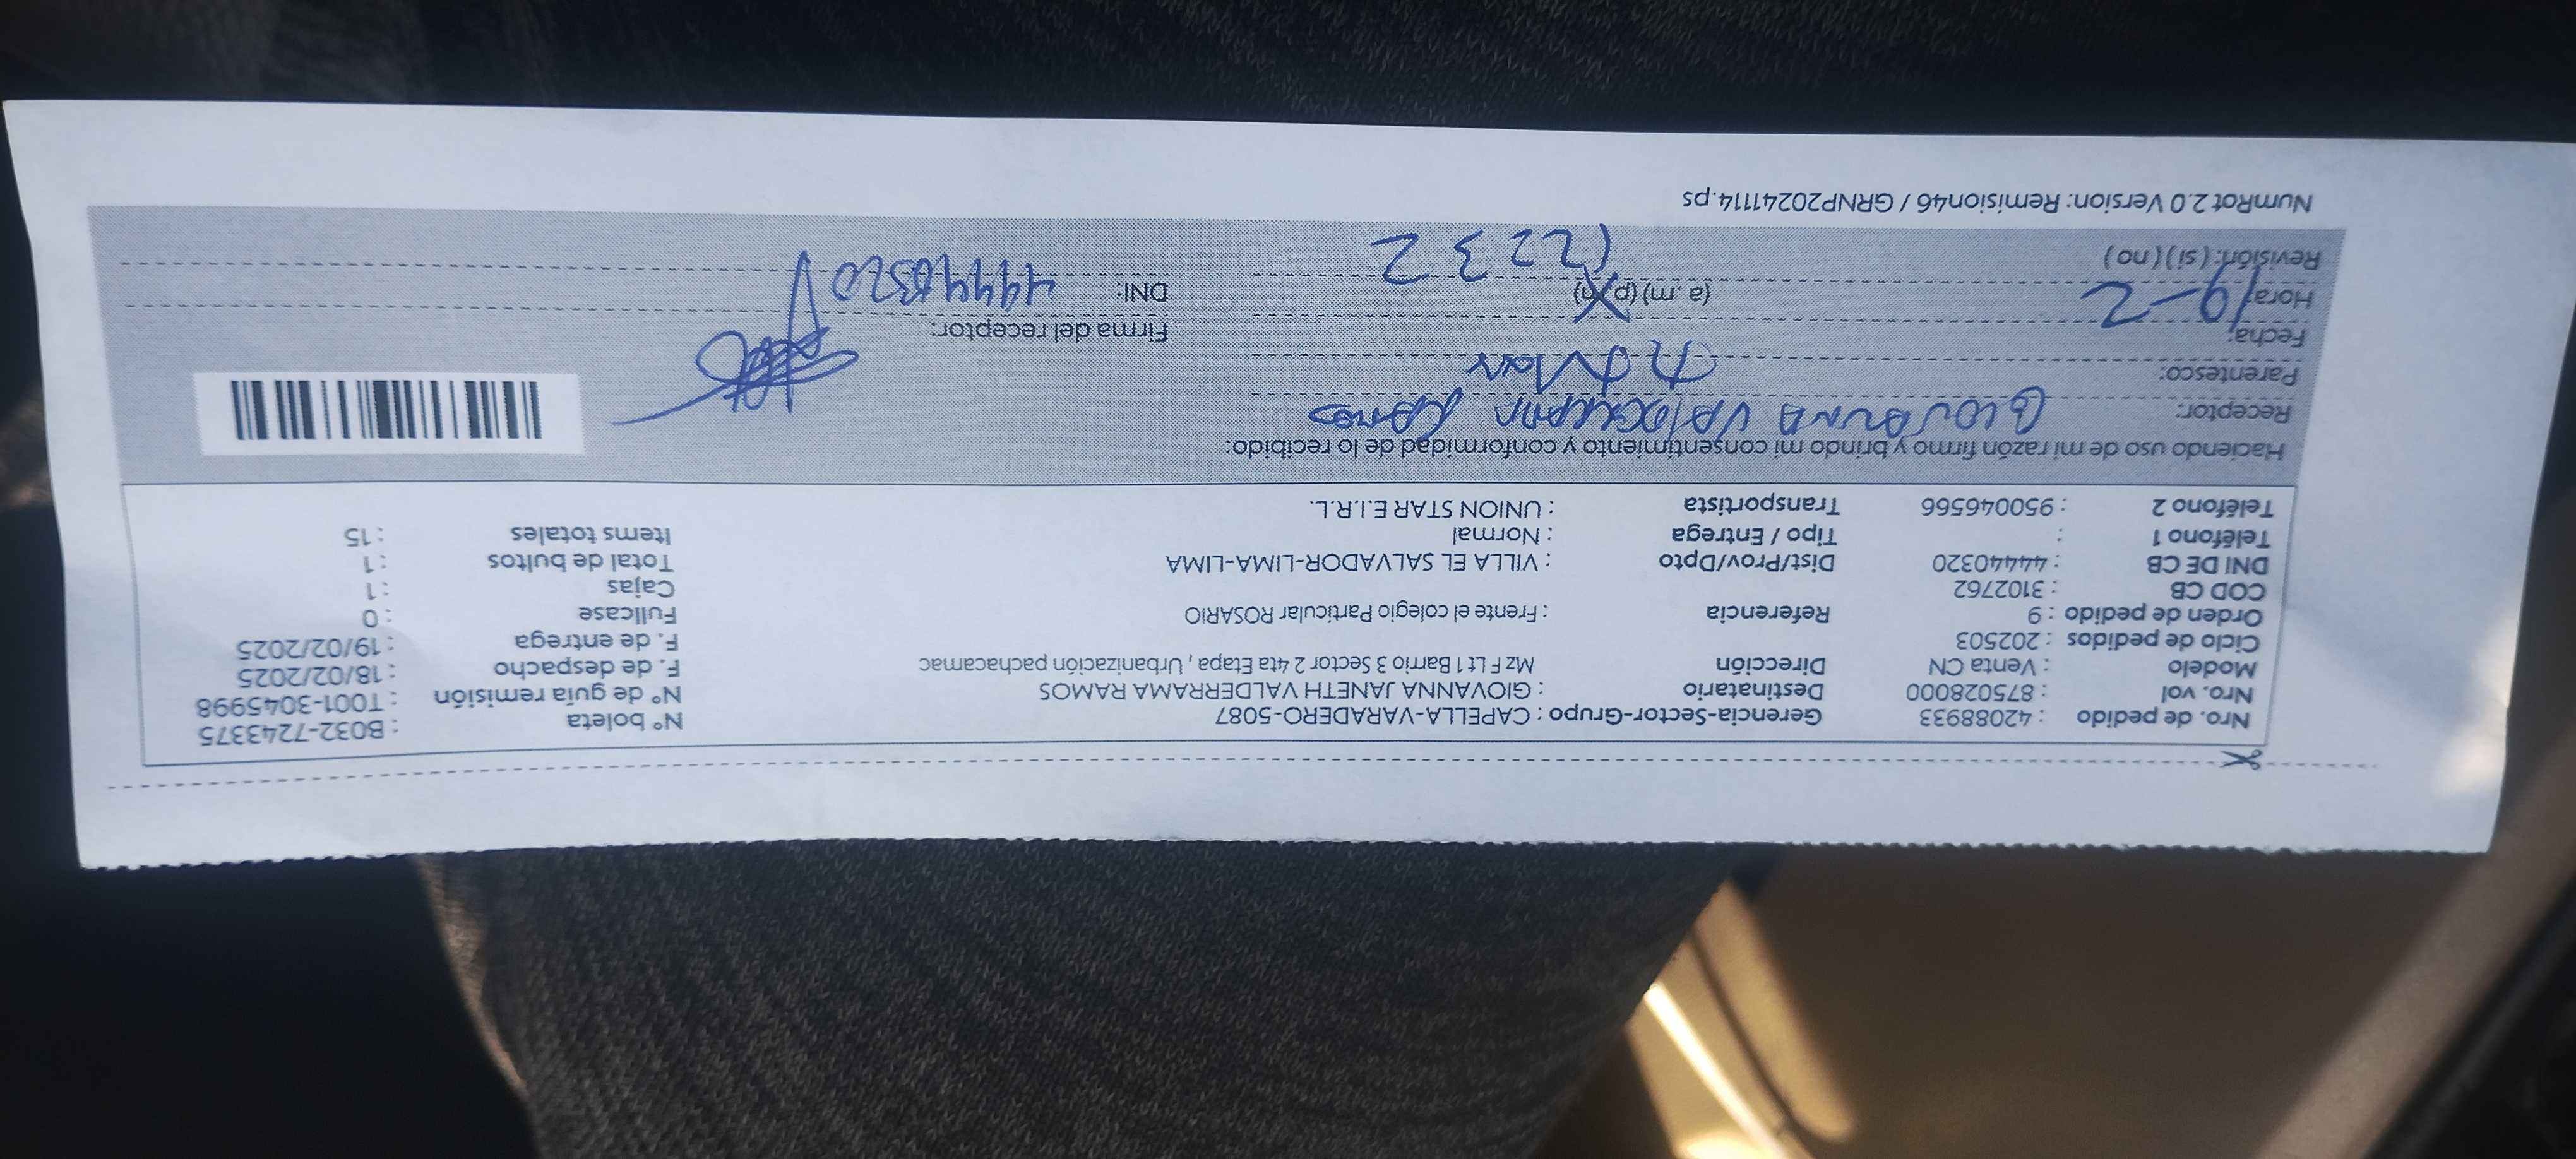 Nro. de pedido : 42088933 Gerencia-Sector-Grupo : CAPELLA-VARADERO-5087 N° boleta : B032-7243375
Nro. vol : 875028000 Destinatario : GIOVANNA JANETH VALDERRAMA RAMOS N° de guía remisión : T001-3045998
Modelo : Venta CN Dirección Mz F Lt 1 Barrio 3 Sector 2 4ta Etapa , Urbanización pachacamac F. de despacho : 18/02/2025
Ciclo de pedidos : 202503 F. de entrega : 19/02/2025
Orden de pedido : 9 Referencia : Frente el colegio Particular ROSARIO Fullcase : 0
COD CB : 3102762 Cajas : 1
DNI DE CB : 44440320 Dist/Prov/Dpto : VILLA EL SALVADOR-LIMA-LIMA Total de bultos : 1
Teléfono 1 : Tipo / Entrega : Normal Items totales : 15
Teléfono 2 : 950046566 Transportista : UNION STAR E.I.R.L.
Haciendo uso de mi razón firmo y brindo mi consentimiento y conformidad de lo recibido:
Receptor: Ramos
Parentesco:
Fecha: 19-2 Firma del receptor:
Hora: (a. m) (p. m) DNI: 44440320
Revisión: ( si ) ( no )
NumRot 2.0 Version: Remision46 / GRNP20241114.ps